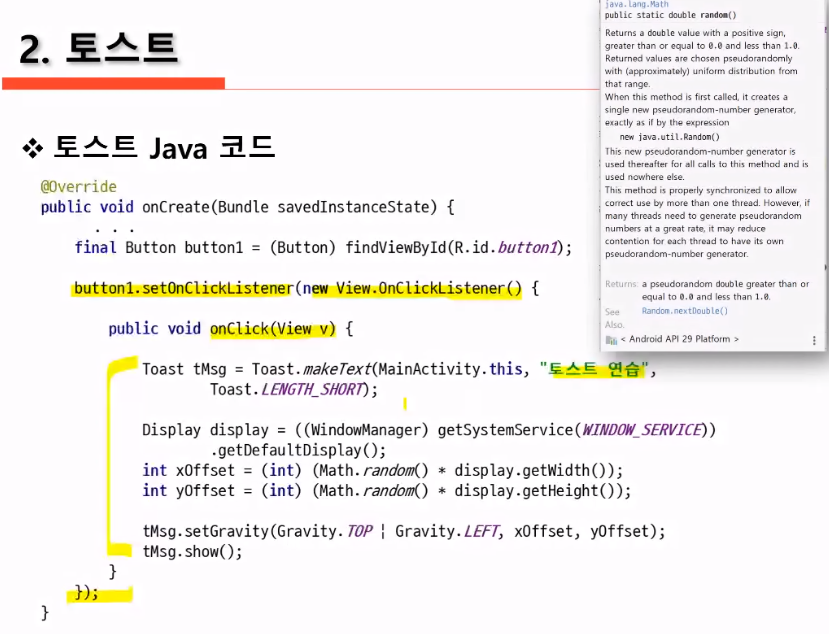 2. 토스트
❖ 토스트 Java 코드
@Override
public void onCreate(Bundle savedInstanceState) {
. . .
final Button button1 = (Button) findViewById(R.id.button1);
button1.setOnClickListener(new View.OnClickListener() {
public void onClick(View v) {
Toast tMsg = Toast.makeText(MainActivity.this, "토스트 연습",
Toast.LENGTH_SHORT);
Display display = ((WindowManager) getSystemService(WINDOW_SERVICE))
.getDefaultDisplay();
int xOffset = (int) (Math.random() * display.getWidth());
int yOffset = (int) (Math.random() * display.getHeight());
tMsg.setGravity(Gravity.TOP ¦ Gravity.LEFT, xOffset, yOffset);
tMsg.show();
}
});
}
java.lang.Math
public static double random()
Returns a double value with a positive sign,
greater than or equal to 0.0 and less than 1.0.
Returned values are chosen pseudorandomly
with (approximately) uniform distribution from
that range.
When this method is first called, it creates a
single new pseudorandom-number generator,
exactly as if by the expression
new java.util.Random()
This new pseudorandom-number generator is
used thereafter for all calls to this method and is
used nowhere else.
This method is properly synchronized to allow
correct use by more than one thread. However, if
many threads need to generate pseudorandom
numbers at a great rate, it may reduce
contention for each thread to have its own
pseudorandom-number generator.
Returns: a pseudorandom double greater than or
equal to 0.0 and less than 1.0.
See Random.nextDouble()
Also:
< Android API 29 Platform >